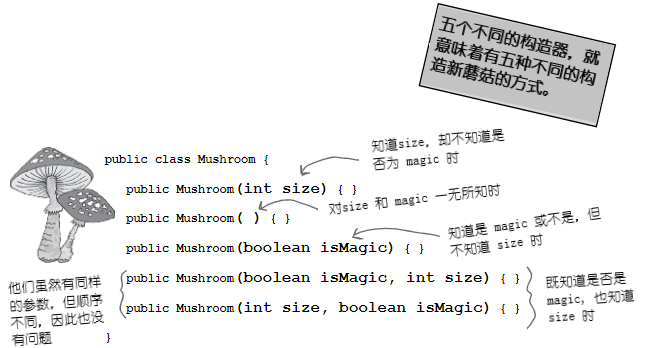 五个不同的构造器，就
意味着有五种不同的构
造新蘑菇的方式。
知道size，却不知道是
否为 magic 时
public class Mushroom {
public Mushroom(int size) { }
对size 和 magic 一无所知时
public Mushroom( ) { }
知道是 magic 或不是，但
不知道 size 时
public Mushroom(boolean isMagic) { }
public Mushroom(boolean isMagic, int size) { }
public Mushroom(int size, boolean isMagic) { }
既知道是否是
magic，也知道
size 时
他们虽然有同样
的参数，但顺序
不同，因此也没
有问题
}